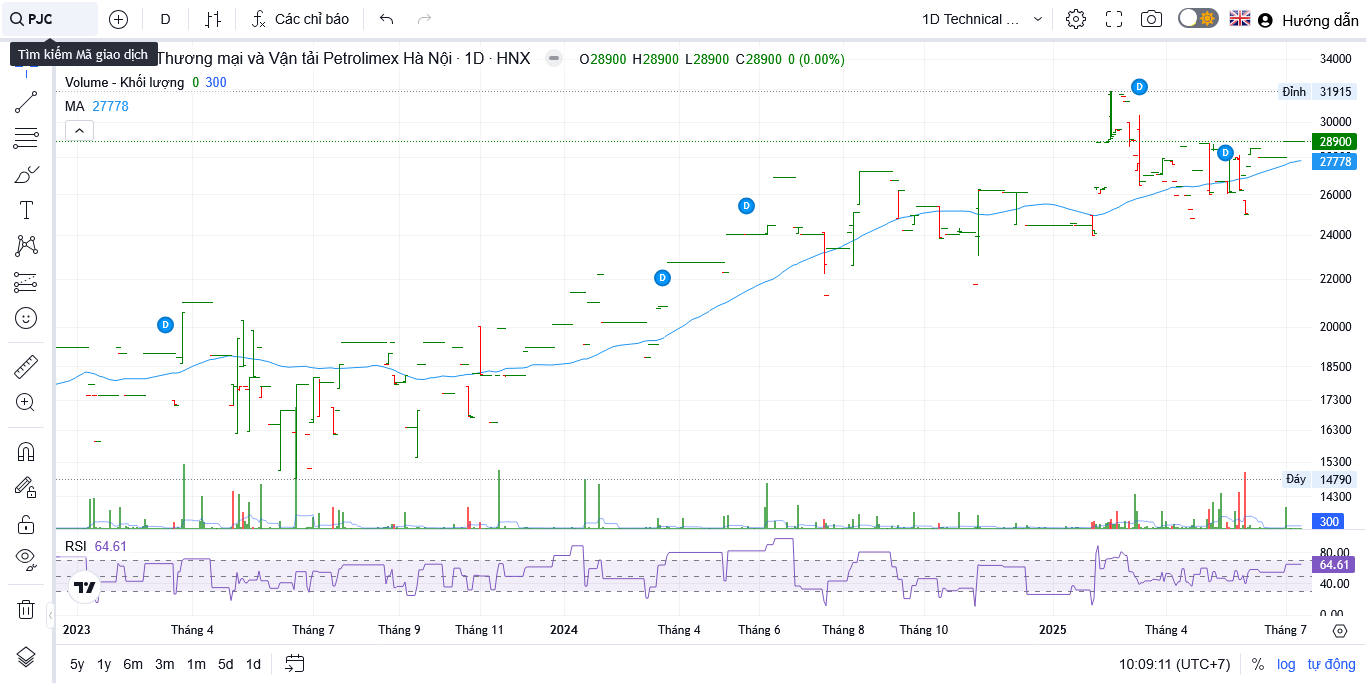 PJC
D
Các chỉ báo
1D Technical ...
Hướng dẫn
Tìm kiếm Mã giao dịch
Thương mại và Vận tải Petrolimex Hà Nội · 1D · HNX
O28900 H28900 L28900 C28900 0 (0.00%)
Volume - Khối lượng 0 300
MA 27778
34000
Đỉnh 31915
30000
28900
27778
26000
24000
22000
20000
18500
17300
16300
15300
Đáy 14790
14300
300
D
D
D
D
D
RSI 64.61
80.00
64.61
40.00
0.00
2023 Tháng 4 Tháng 7 Tháng 9 Tháng 11 2024 Tháng 4 Tháng 6 Tháng 8 Tháng 10 2025 Tháng 4 Tháng 7
5y 1y 6m 3m 1m 5d 1d
10:09:11 (UTC+7) % log tự động